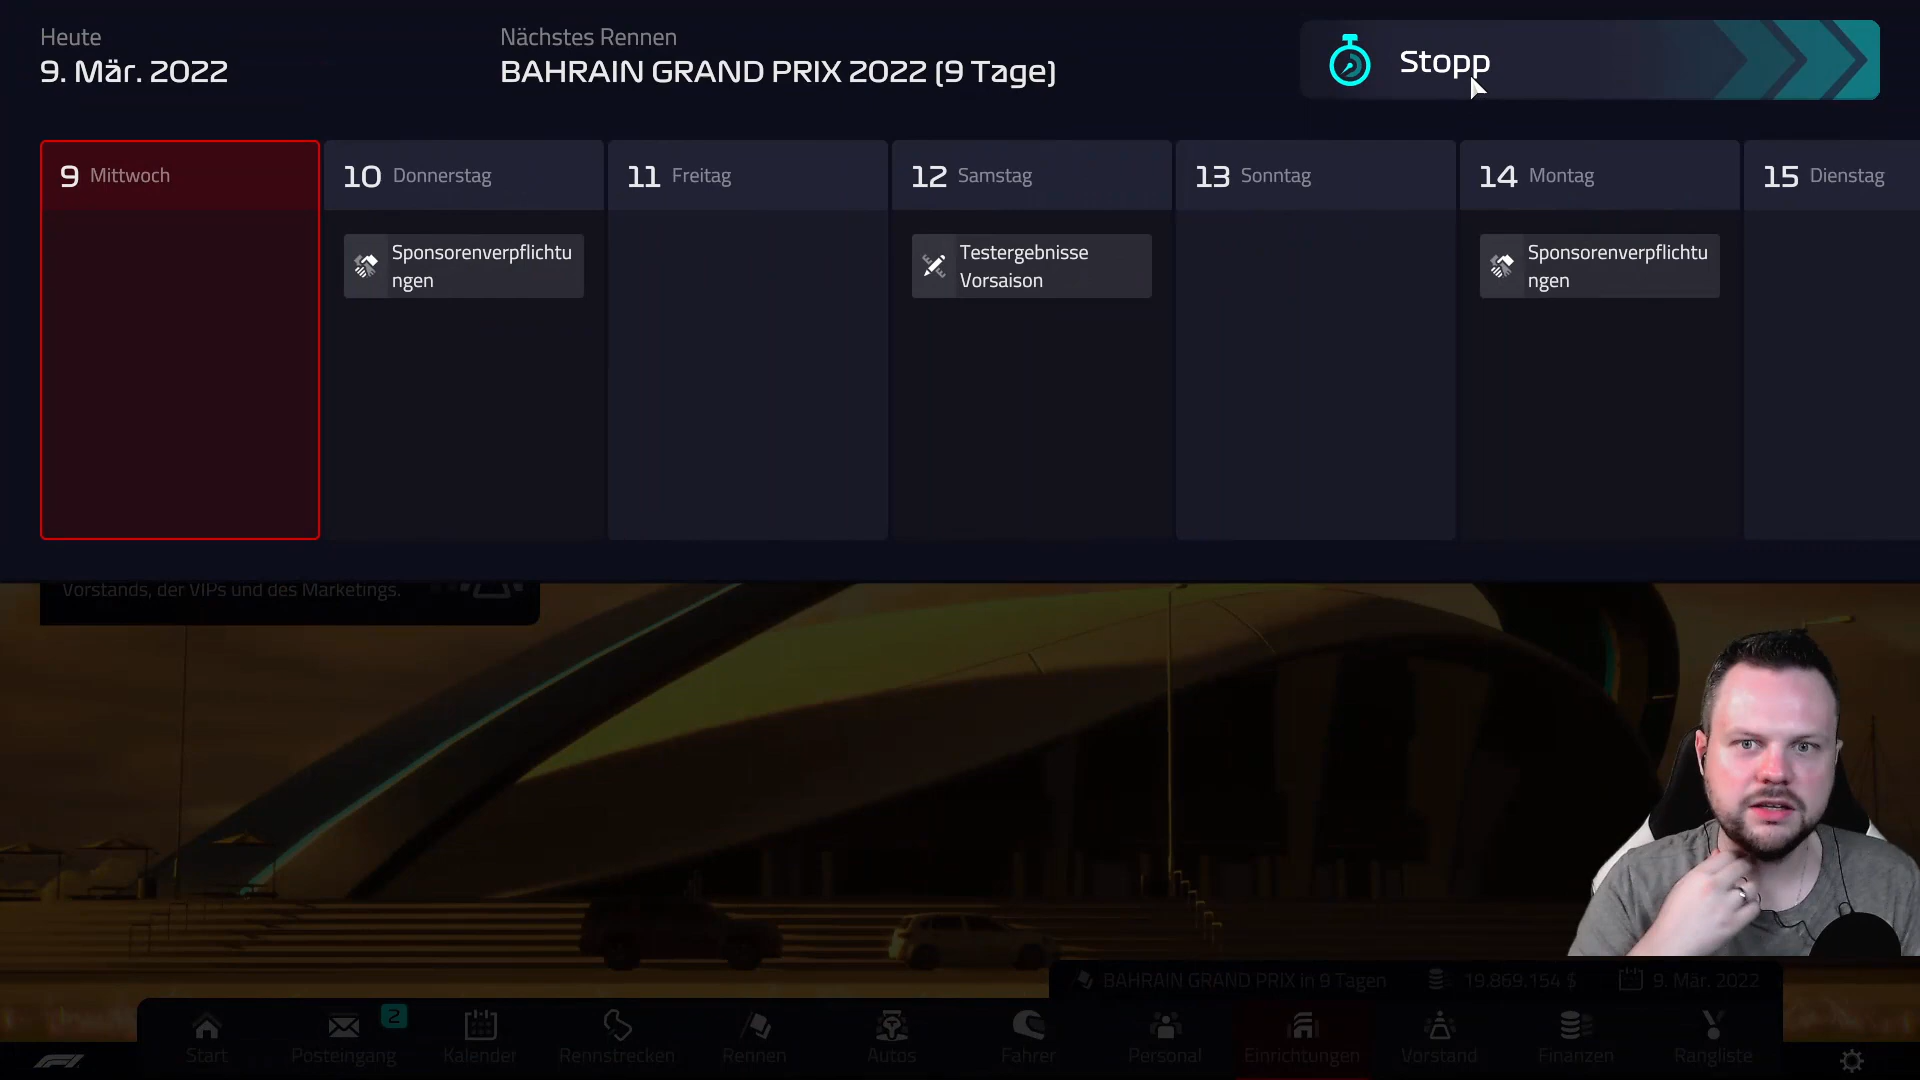 Heute
9. Mär. 2022
Nächstes Rennen
BAHRAIN GRAND PRIX 2022 (9 Tage)
Stopp
9 Mittwoch
10 Donnerstag
11 Freitag
12 Samstag
13 Sonntag
14 Montag
15 Dienstag
Sponsorenverpflichtu
ngen
Testergebnisse
Vorsaison
Sponsorenverpflichtu
ngen
Vorstands, der VIPs und des Marketings.
BAHRAIN GRAND PRIX in 9 Tagen
19.869.154 $
9. Mär. 2022
2
Start
Posteingang
Kalender
Rennstrecken
Rennen
Autos
Fahrer
Personal
Einrichtungen
Vorstand
Finanzen
Rangliste